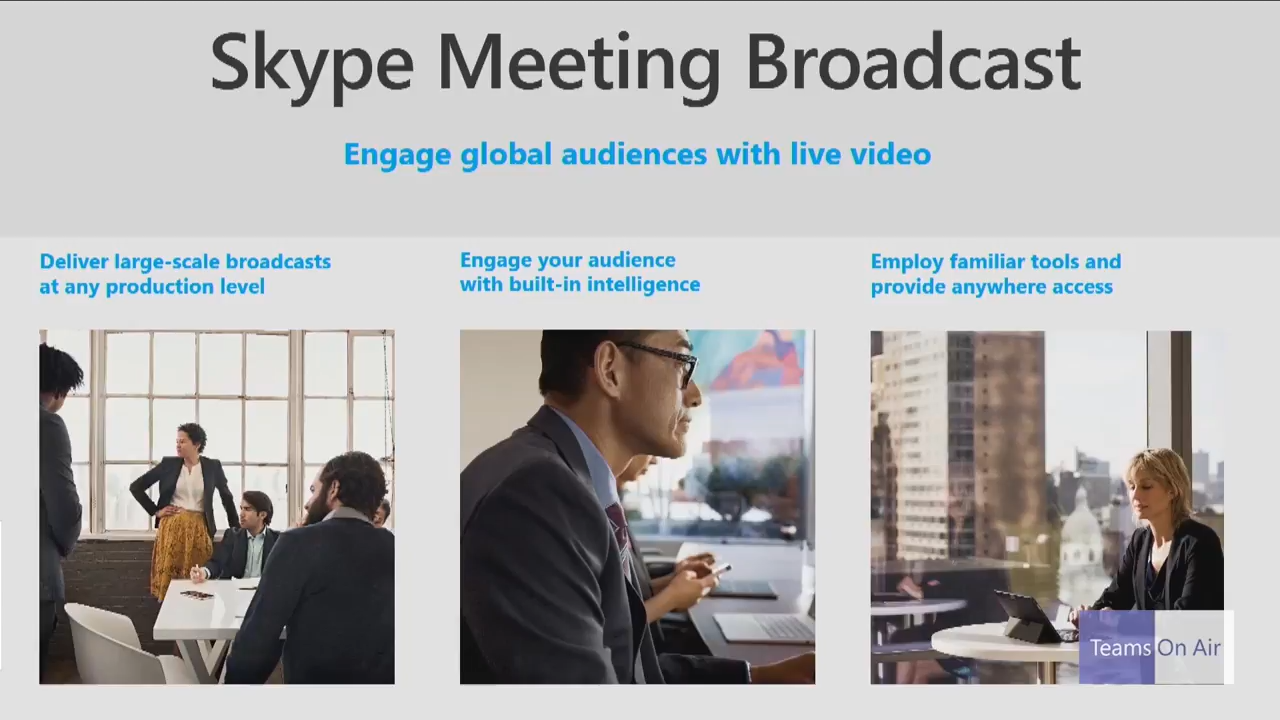 Skype Meeting Broadcast
Engage global audiences with live video
Deliver large-scale broadcasts
at any production level
Engage your audience
with built-in intelligence
Employ familiar tools and
provide anywhere access
Teams On Air